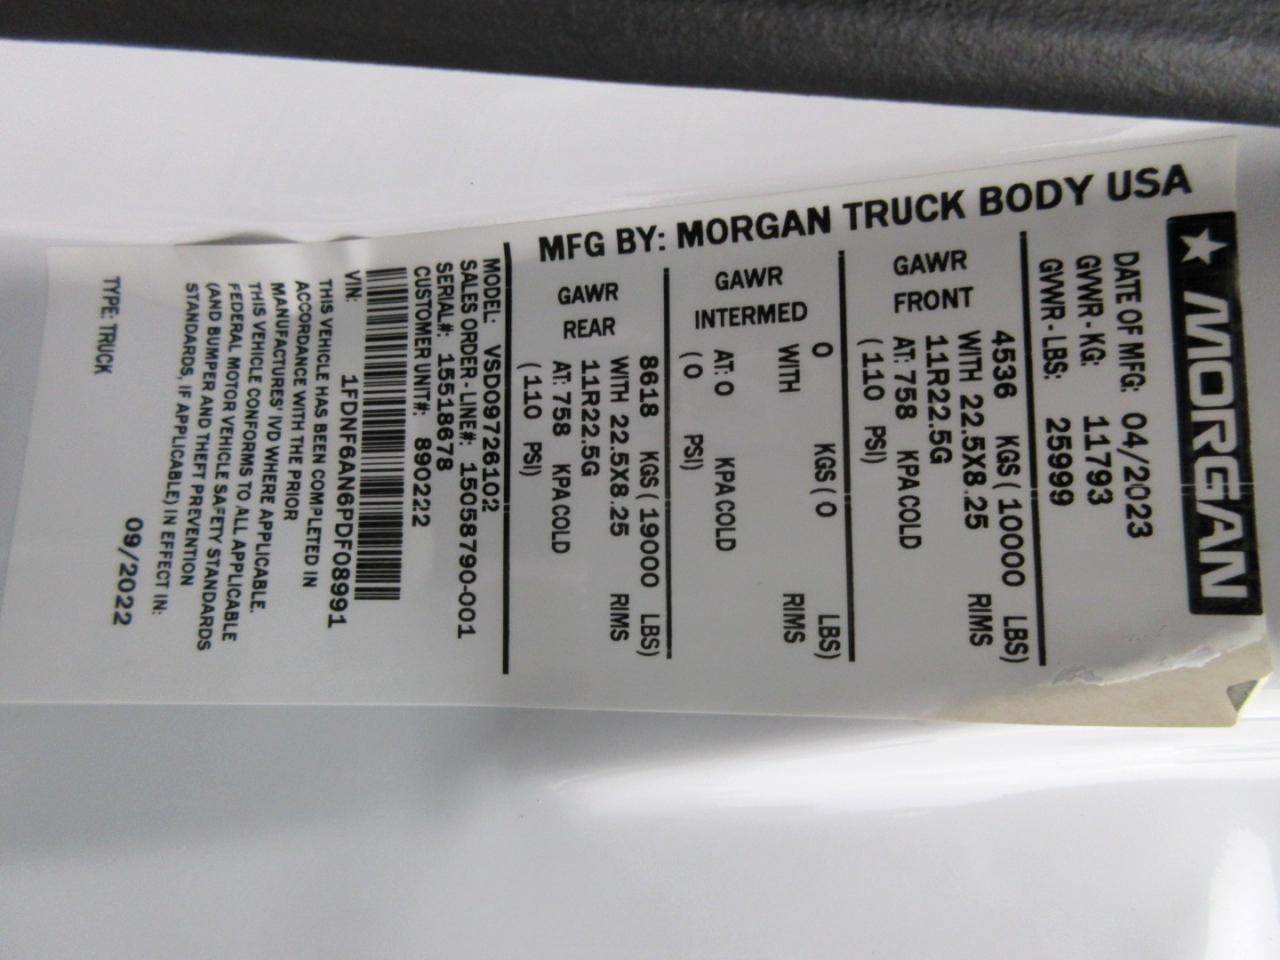 MORGAN
DATE OF MFG: 04/2023
GVWR - KG: 11793
GVWR - LBS: 25999
MFG BY: MORGAN TRUCK BODY USA
GAWR FRONT
4536 KGS ( 10000 LBS)
WITH 22.5X8.25 RIMS
11R22.5G
AT: 758 KPA COLD
( 110 PSI)
GAWR INTERMED
0 KGS ( 0 LBS)
WITH RIMS
AT: 0 KPA COLD
( 0 PSI)
GAWR REAR
8618 KGS ( 19000 LBS)
WITH 22.5X8.25 RIMS
11R22.5G
AT: 758 KPA COLD
( 110 PSI)
MODEL: VSD09726102
SALES ORDER - LINE#: 15058790-001
SERIAL#: 15518678
CUSTOMER UNIT#: 890222
VIN: 1FDNF6AN6PDF08991
THIS VEHICLE HAS BEEN COMPLETED IN
ACCORDANCE WITH THE PRIOR
MANUFACTURES' IVD WHERE APPLICABLE.
THIS VEHICLE CONFORMS TO ALL APPLICABLE
FEDERAL MOTOR VEHICLE SAFETY STANDARDS
(AND BUMPER AND THEFT PREVENTION
STANDARDS, IF APPLICABLE) IN EFFECT IN:
09/2022
TYPE: TRUCK